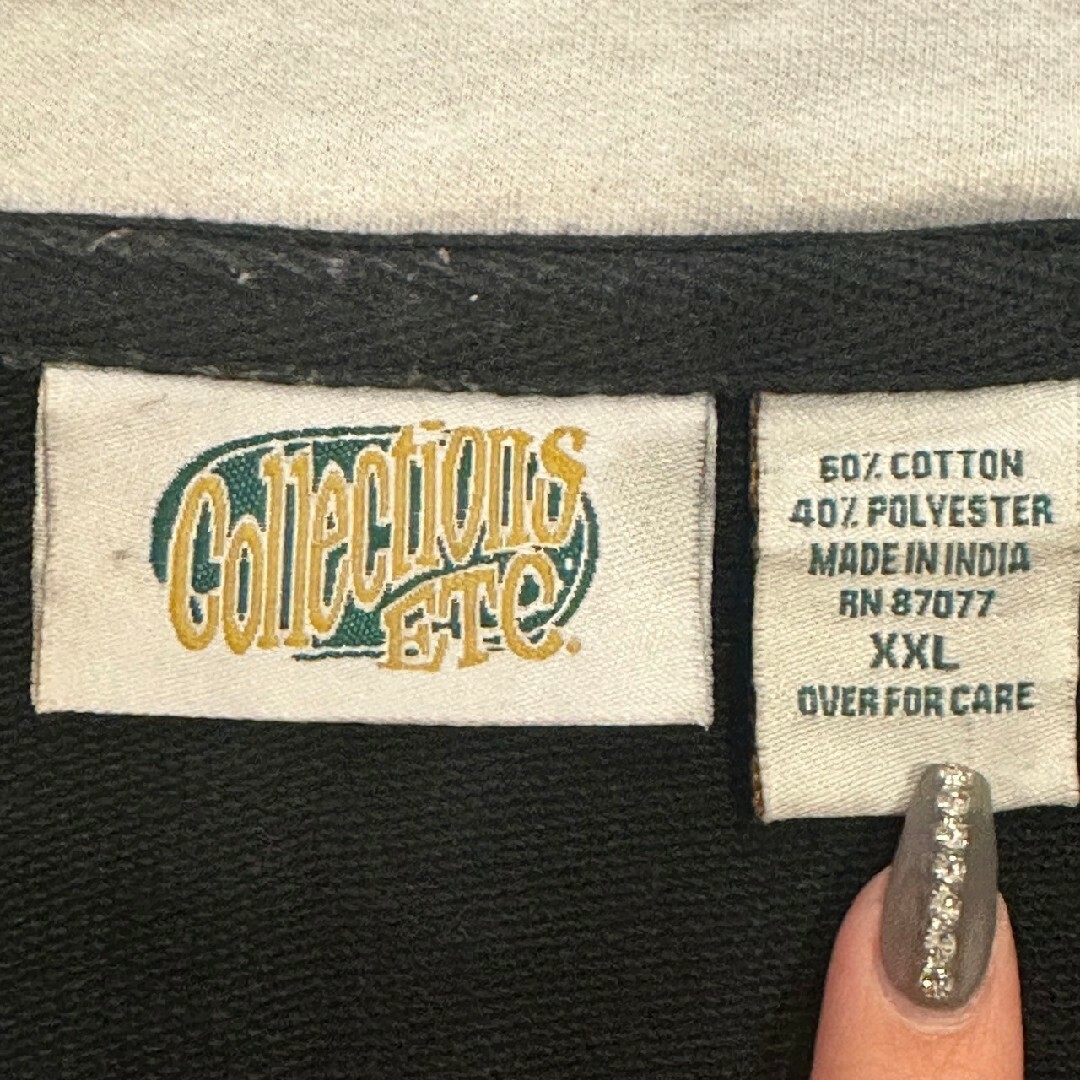 Collections
ETC.
60% COTTON
40% POLYESTER
MADE IN INDIA
RN 87077
XXL
OVER FOR CARE